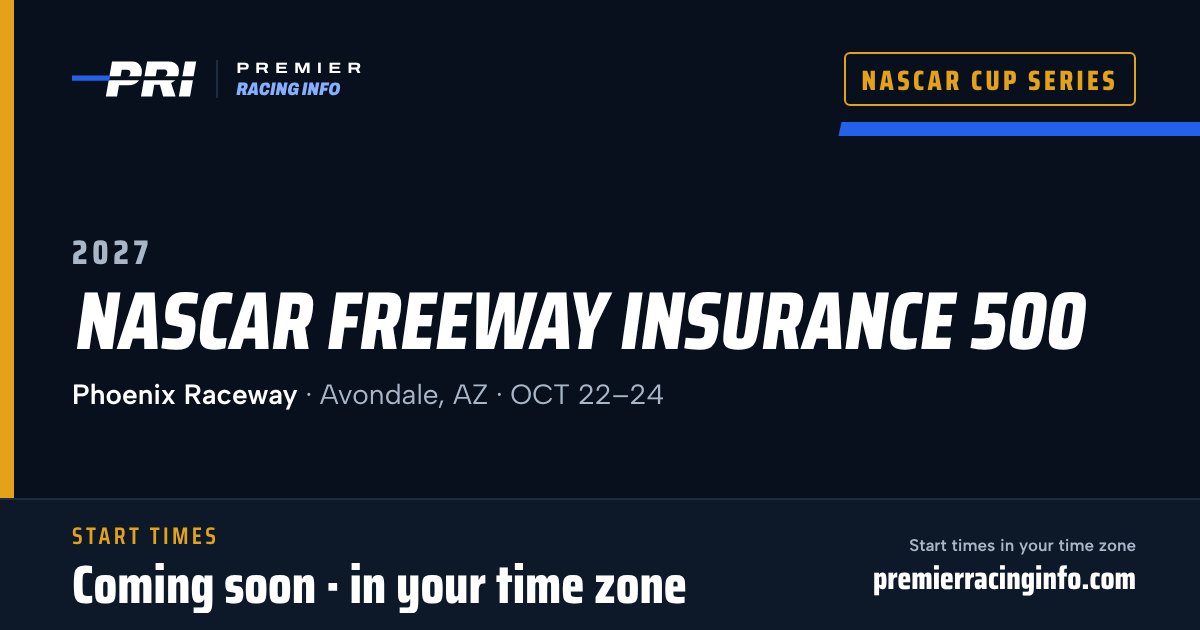 PRI
PREMIER
RACING INFO
NASCAR CUP SERIES
2027
NASCAR FREEWAY INSURANCE 500
Phoenix Raceway · Avondale, AZ · OCT 22–24
START TIMES
Coming soon · in your time zone
Start times in your time zone
premierracinginfo.com